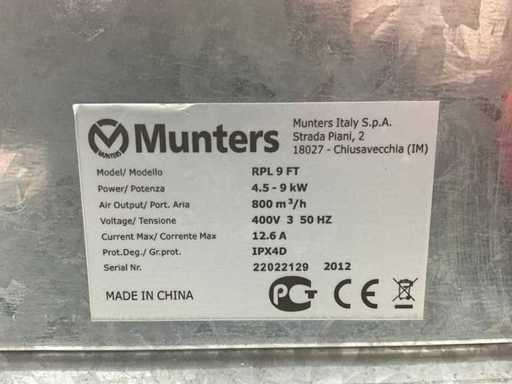 MUNTERS
Munters
Munters Italy S.p.A.
Strada Piani, 2
18027 - Chiusavecchia (IM)
Model/ Modello RPL 9 FT
Power/ Potenza 4.5 - 9 kW
Air Output/ Port. Aria 800 m³/h
Voltage/ Tensione 400V 3 50 HZ
Current Max/ Corrente Max 12.6 A
Prot.Deg./ Gr.prot. IPX4D
Serial Nr. 22022129 2012
MADE IN CHINA
PCT CE